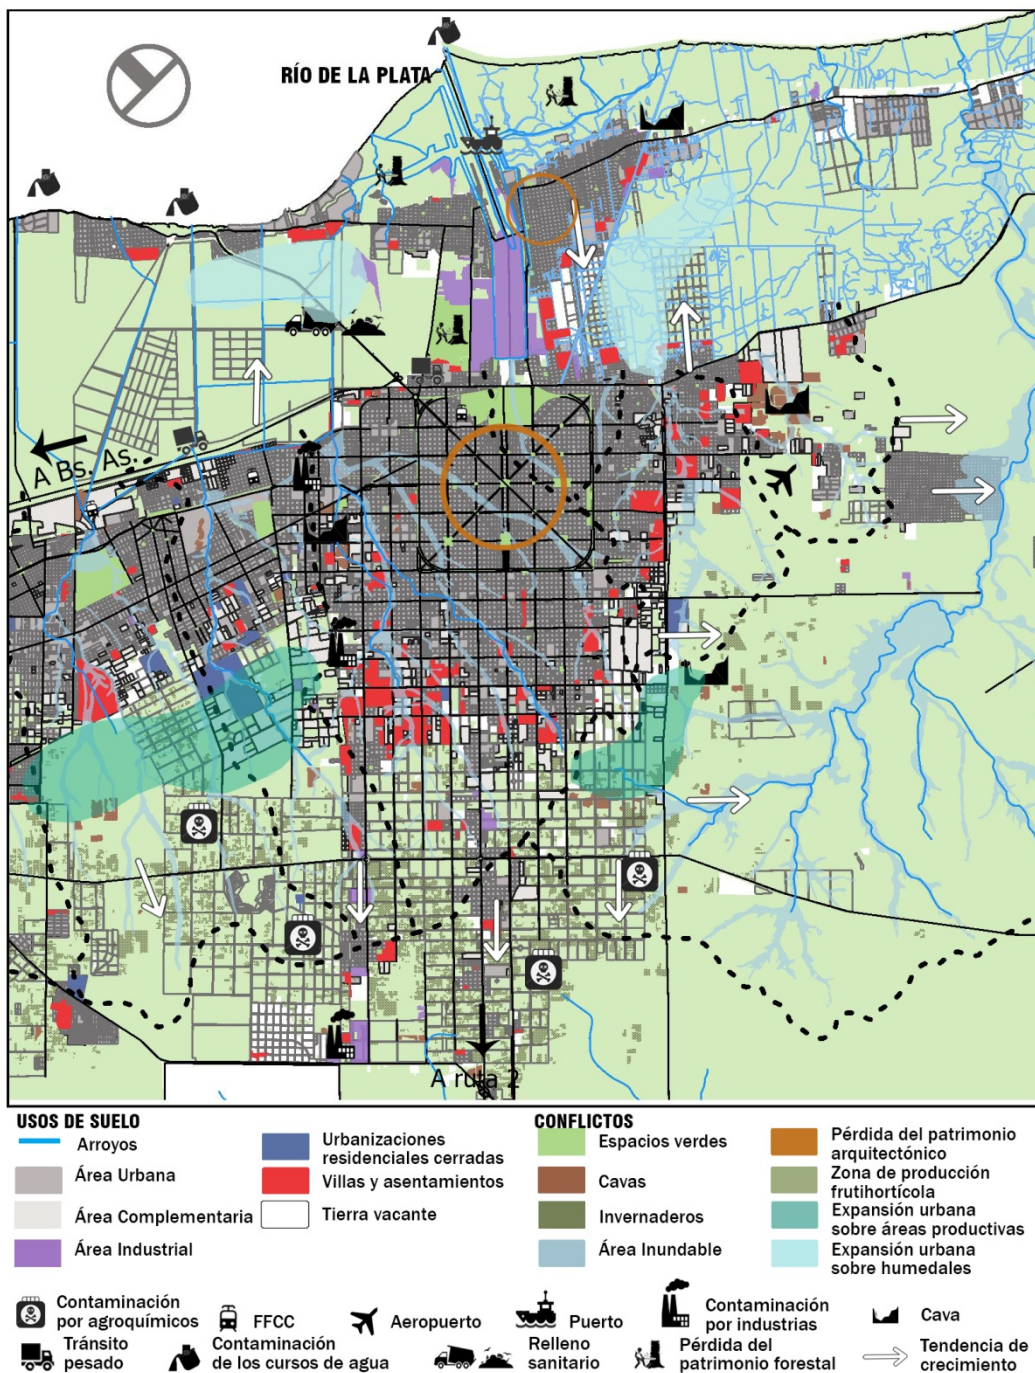 RÍO DE LA PLATA
A Bs. As.
A ruta 2
USOS DE SUELO
Arroyos
Área Urbana
Área Complementaria
Área Industrial
Urbanizaciones
residenciales cerradas
Villas y asentamientos
Tierra vacante
CONFLICTOS
Espacios verdes
Cavas
Invernaderos
Área Inundable
Pérdida del patrimonio
arquitectónico
Zona de producción
frutihortícola
Expansión urbana
sobre áreas productivas
Expansión urbana
sobre humedales
Contaminación
por agroquímicos
FFCC
Aeropuerto
Puerto
Contaminación
por industrias
Cava
Tránsito
pesado
Contaminación
de los cursos de agua
Relleno
sanitario
Pérdida del
patrimonio forestal
Tendencia de
crecimiento